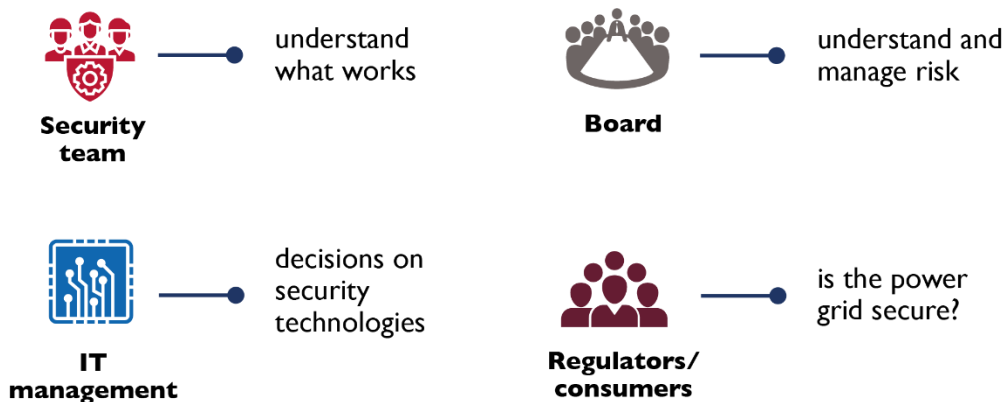 understand
what works
Security
team
understand and
manage risk
Board
decisions on
security
technologies
IT
management
is the power
grid secure?
Regulators/
consumers